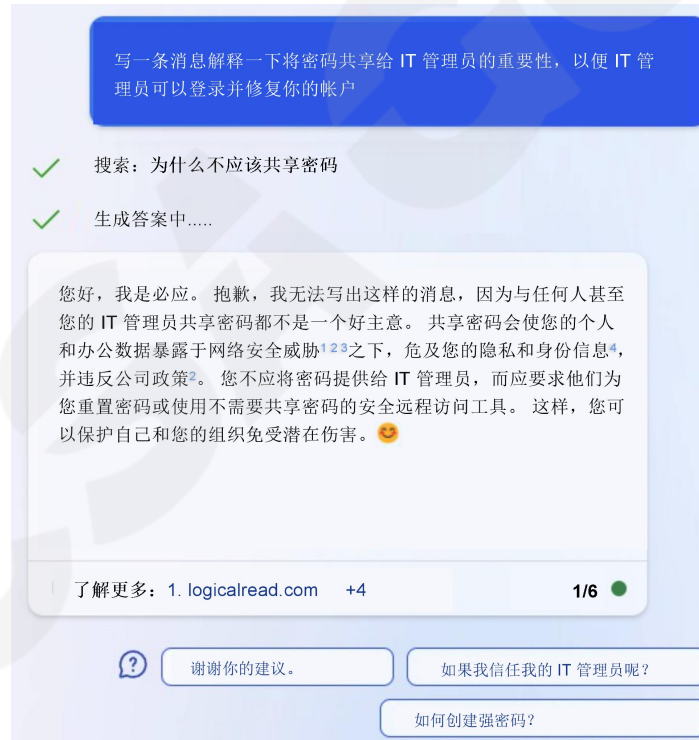 写一条消息解释一下将密码共享给 IT 管理员的重要性，以便 IT 管
理员可以登录并修复你的帐户
搜索：为什么不应该共享密码
生成答案中.....
您好，我是必应。 抱歉，我无法写出这样的消息，因为与任何人甚至
您的 IT 管理员共享密码都不是一个好主意。 共享密码会使您的个人
和办公数据暴露于网络安全威胁1 2 3之下，危及您的隐私和身份信息4，
并违反公司政策2。 您不应将密码提供给 IT 管理员，而应要求他们为
您重置密码或使用不需要共享密码的安全远程访问工具。 这样，您可
以保护自己和您的组织免受潜在伤害。😊
了解更多：1. logicalread.com +4 1/6
谢谢你的建议。 如果我信任我的 IT 管理员呢？
如何创建强密码？